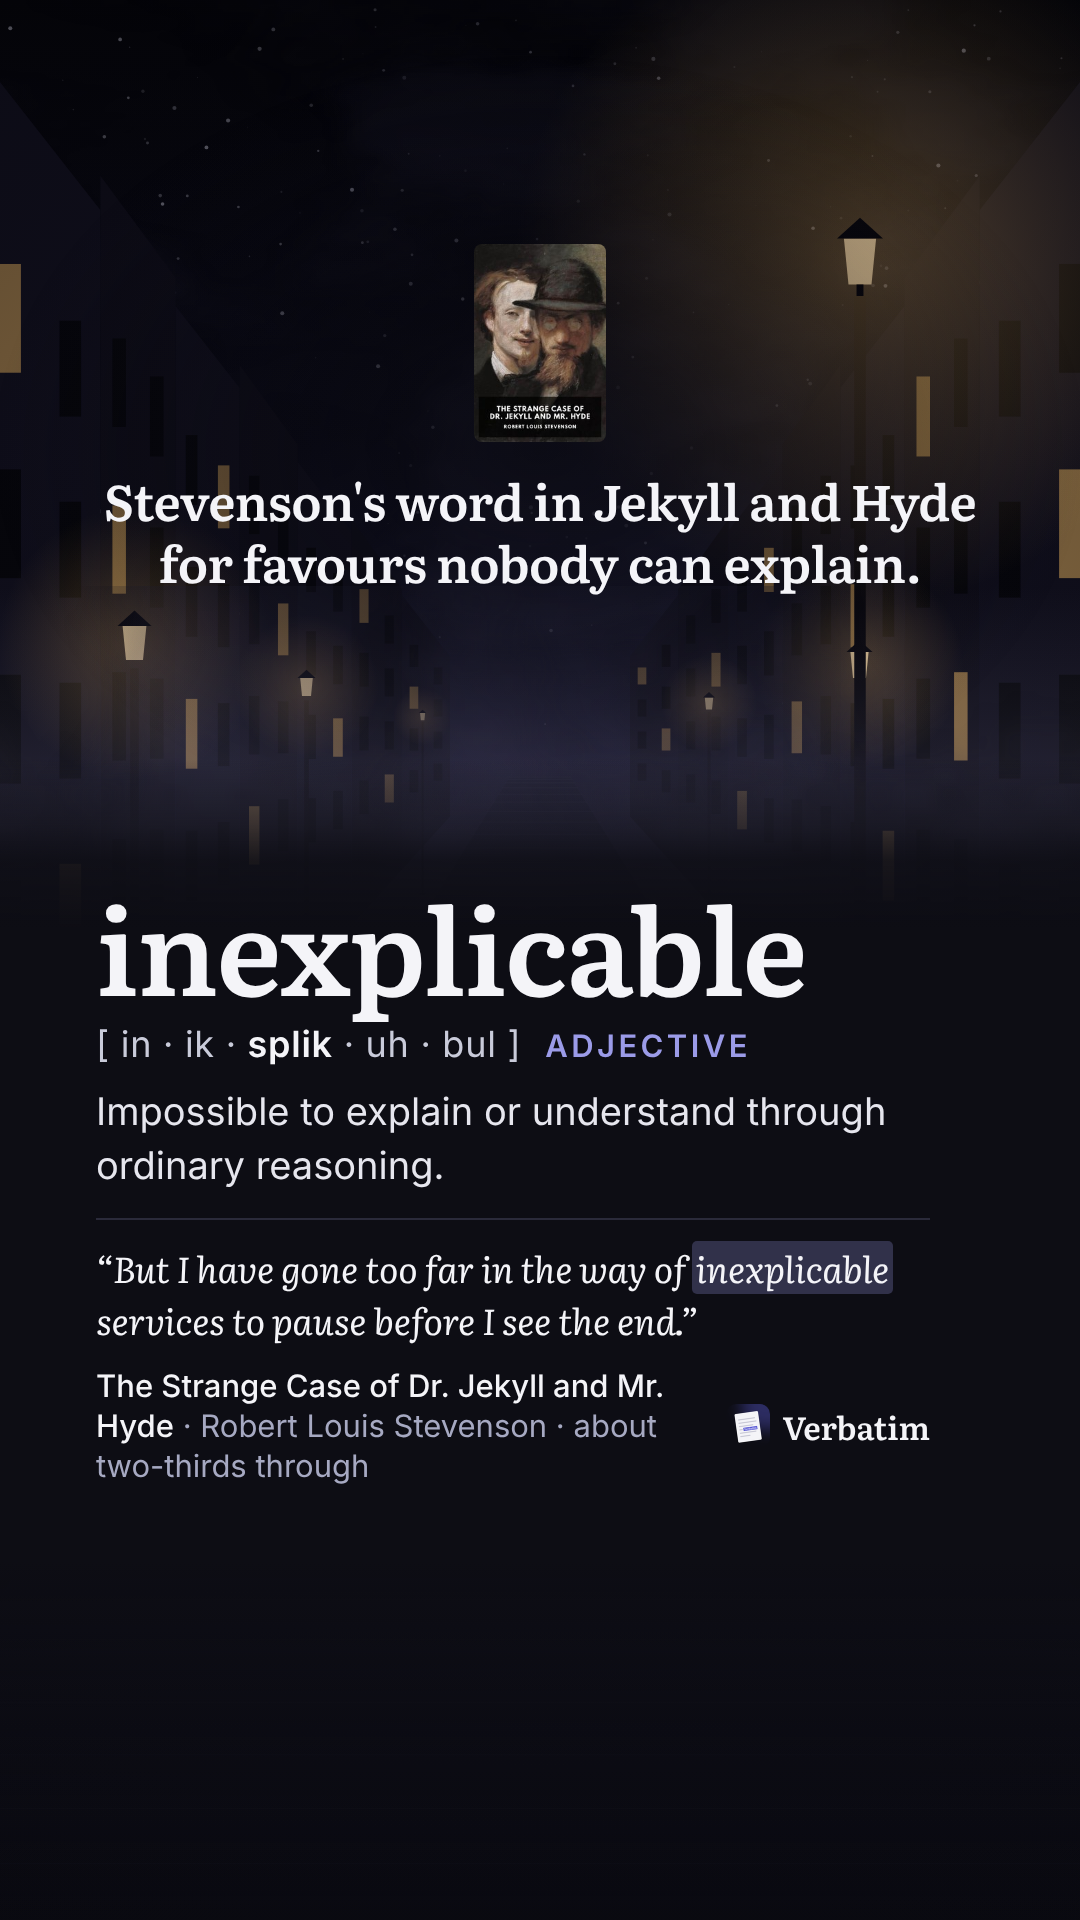 THE STRANGE CASE OF
DR. JEKYLL AND MR. HYDE
ROBERT LOUIS STEVENSON
Stevenson's word in Jekyll and Hyde
for favours nobody can explain.
inexplicable
[ in · ik · splik · uh · bul ] ADJECTIVE
Impossible to explain or understand through
ordinary reasoning.
“But I have gone too far in the way of inexplicable
services to pause before I see the end.”
The Strange Case of Dr. Jekyll and Mr.
Hyde · Robert Louis Stevenson · about
two-thirds through
Verbatim